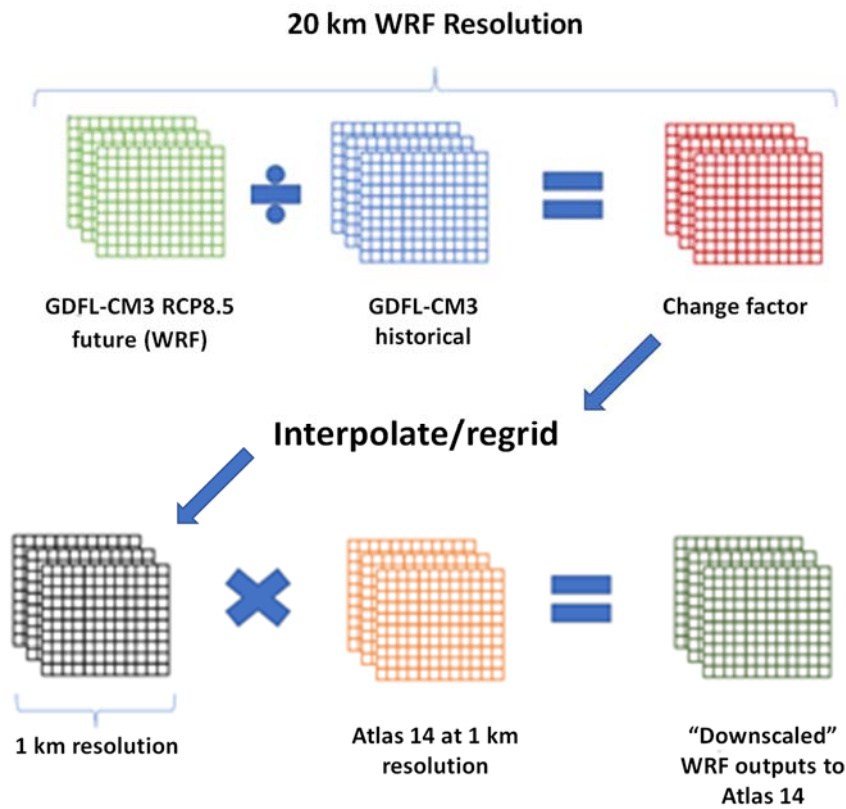 20 km WRF Resolution
GDFL-CM3 RCP8.5
future (WRF)
GDFL-CM3
historical
Change factor
Interpolate/regrid
1 km resolution
Atlas 14 at 1 km
resolution
“Downscaled”
WRF outputs to
Atlas 14